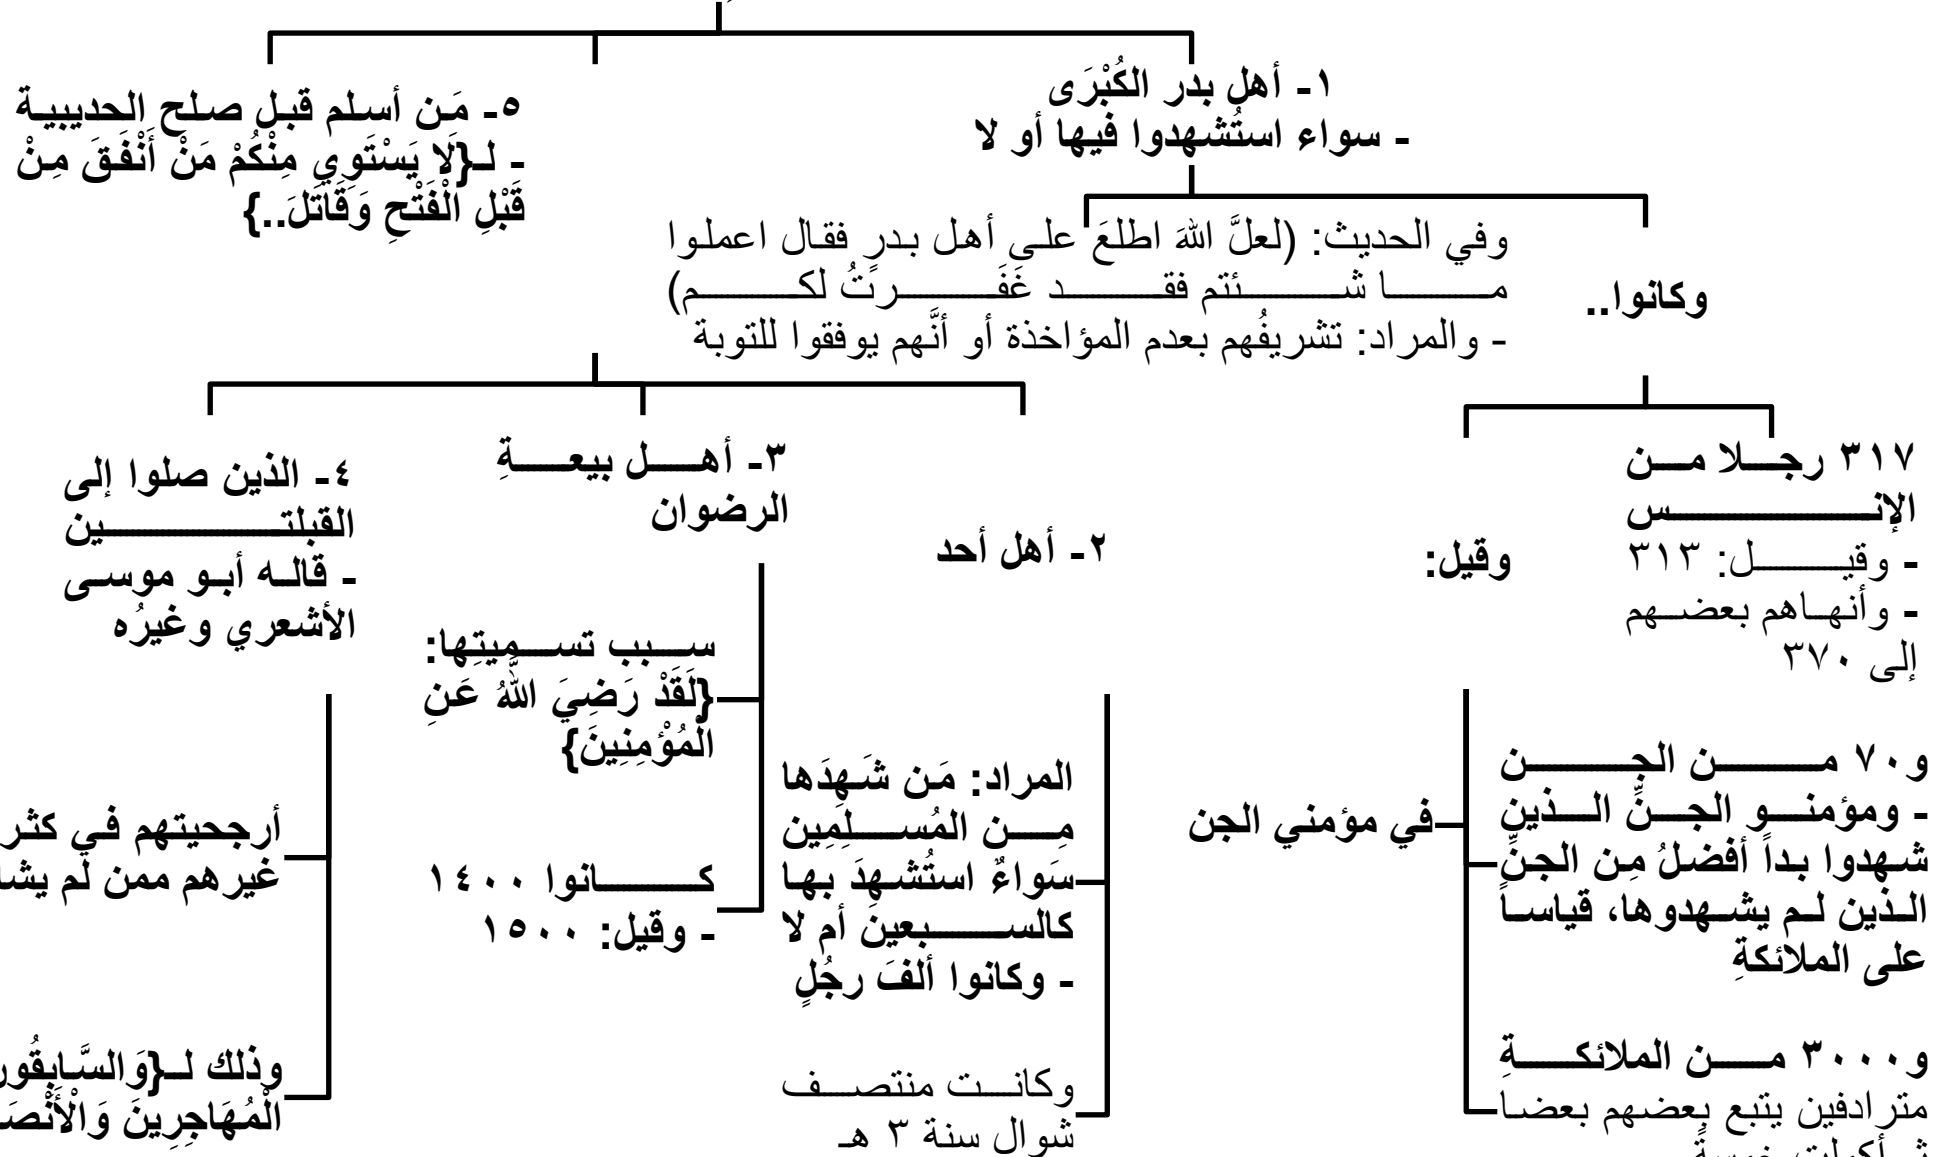 ١- أهل بدر الكُبْرَى
- سواء استُشهدوا فيها أو لا
وفي الحديث: (لعلَّ اللهَ اطلعَ على أهل بدرٍ فقال اعملوا
ما شئتم فقد غَفَرتُ لكم)
- والمراد: تشريفُهم بعدم المؤاخذة أو أنَّهم يوفقوا للتوبة
وكانوا..
٣١٧ رجلا من
الإنس
- وقيل: ٣١٣
- وأنهاهم بعضهم
إلى ٣٧٠
و٧٠ من الجن
- ومؤمنو الجنِّ الذين
شهدوا بدأ أفضلُ مِن الجنِّ
الذين لم يشهدوها، قياساً
على الملائكةِ
و٣٠٠٠ من الملائكةِ
مترادفين يتبع بعضهم بعضا
وقيل:
في مؤمني الجن
٢- أهل أحد
المراد: مَن شَهِدَها
مِن المُسلِمِين
سَواءٌ استُشهِدَ بها
كالسبعين أم لا
- وكانوا ألفَ رجُلٍ
وكانت منتصف
شوال سنة ٣ هـ
٣- أهل بيعةِ
الرضوان
سبب تسميتِها:
{لَقَدْ رَضِيَ اللَّهُ عَنِ
الْمُؤْمِنِينَ}
كانوا ١٤٠٠
- وقيل: ١٥٠٠
٤- الذين صلوا إلى
القبلتين
- قاله أبو موسى
الأشعري وغيرُه
أرجحيتهم في كثر
غيرهم ممن لم يشا
وذلك لـ{وَالسَّابِقُور
الْمُهَاجِرِينَ وَالْأَنْصَ
٥- مَن أسلم قبل صلح الحديبية
- لـ{لَا يَسْتَوِي مِنْكُمْ مَنْ أَنْفَقَ مِنْ
قَبْلِ الْفَتْحِ وَقَاتَلَ..}